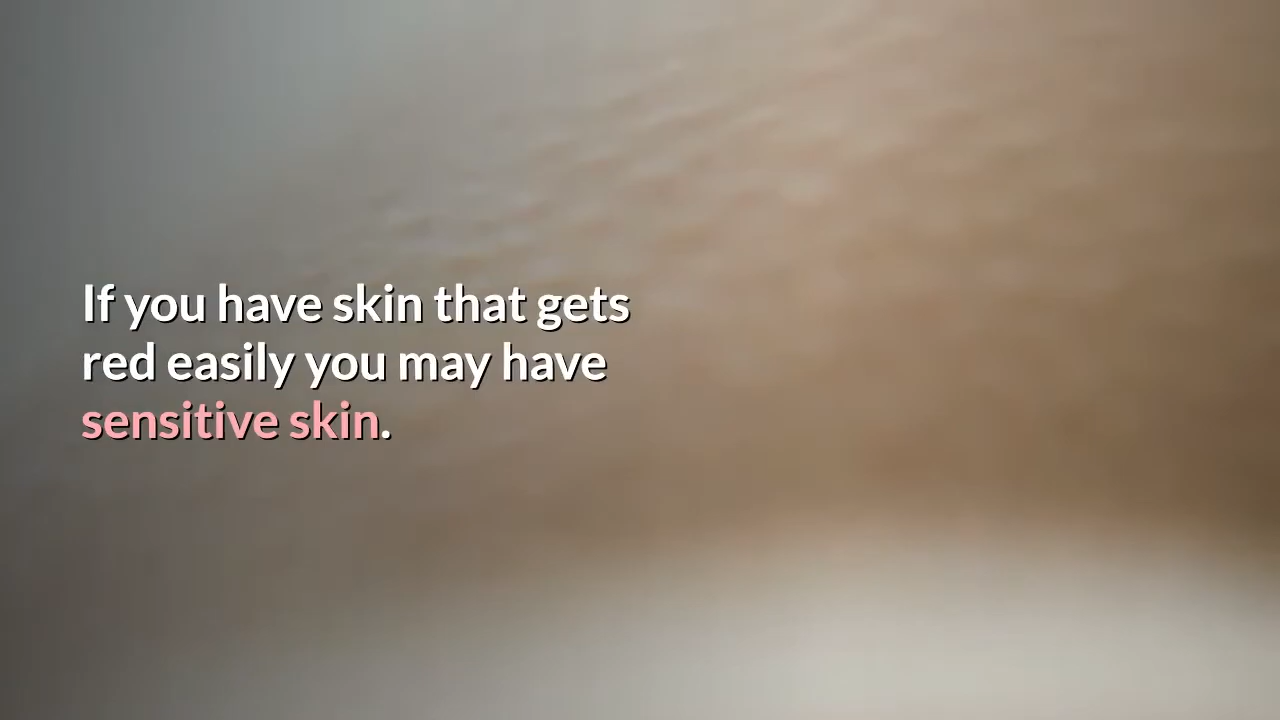 If you have skin that gets
red easily you may have
sensitive skin.